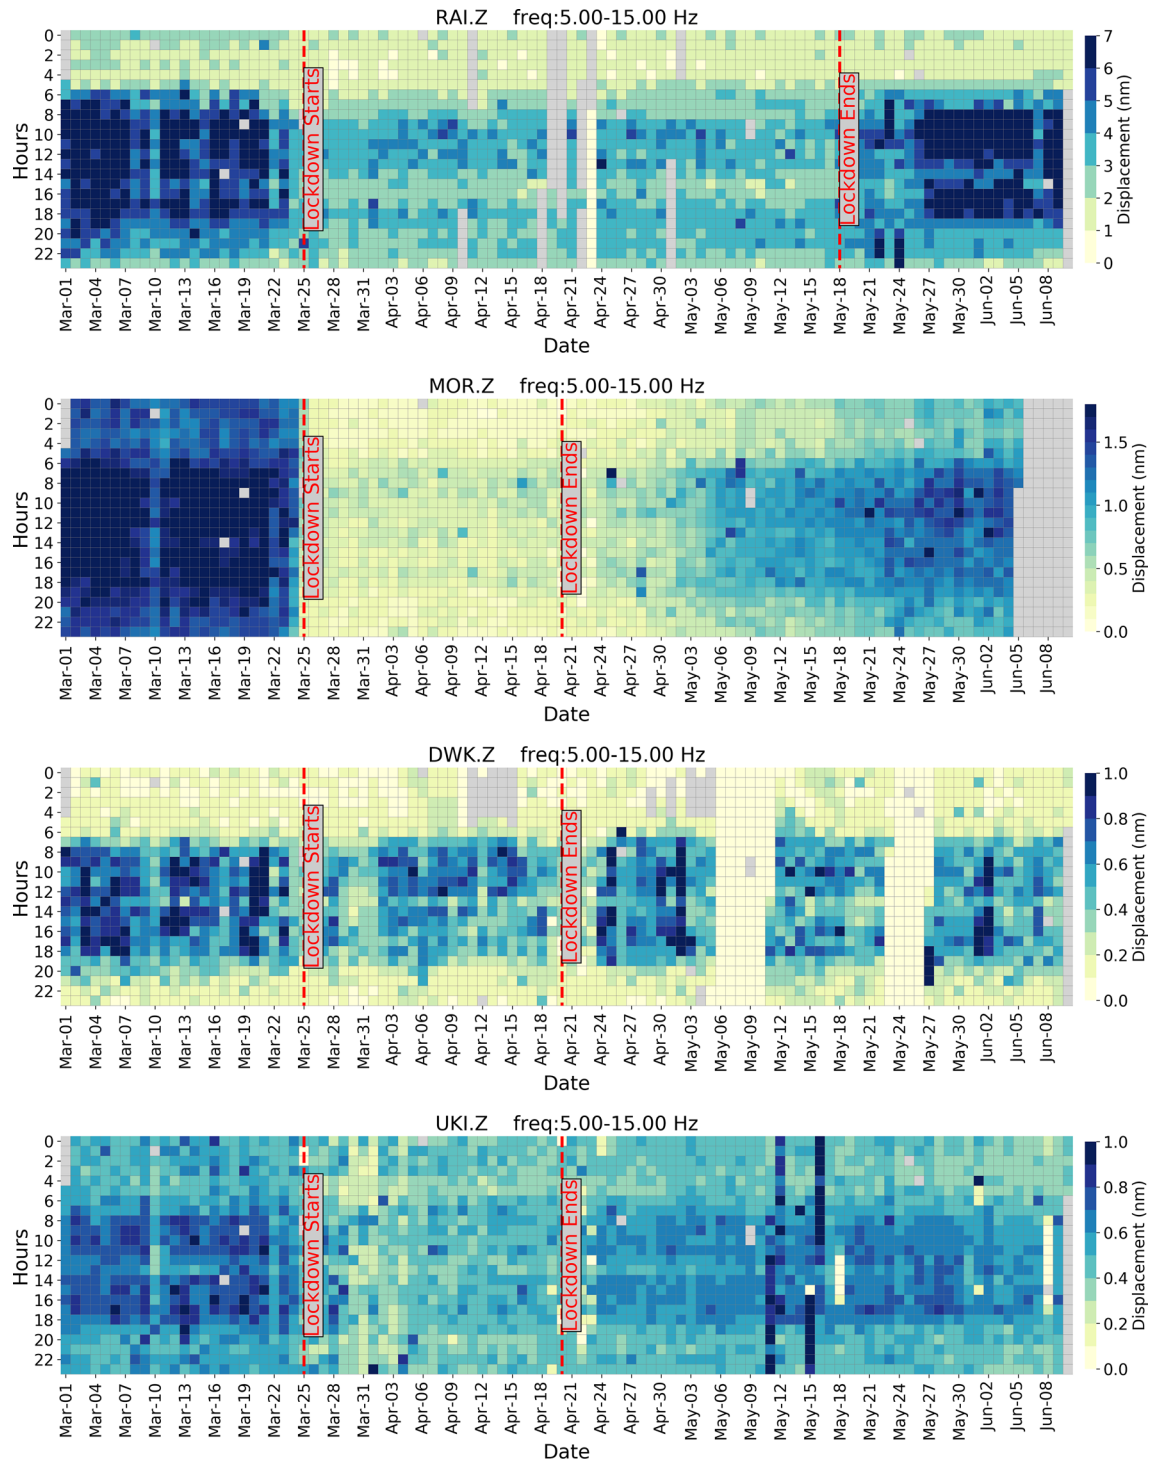 RAI.Z freq:5.00-15.00 Hz
0
2
4
6
8
10
12
14
16
18
20
22
Hours
Lockdown Starts
Lockdown Ends
7
6
5
4
3
2
1
0
Displacement (nm)
Mar-01 Mar-04 Mar-07 Mar-10 Mar-13 Mar-16 Mar-19 Mar-22 Mar-25 Mar-28 Mar-31 Apr-03 Apr-06 Apr-09 Apr-12 Apr-15 Apr-18 Apr-21 Apr-24 Apr-27 Apr-30 May-03 May-06 May-09 May-12 May-15 May-18 May-21 May-24 May-27 May-30 Jun-02 Jun-05 Jun-08
Date
MOR.Z freq:5.00-15.00 Hz
0
2
4
6
8
10
12
14
16
18
20
22
Hours
Lockdown Starts
Lockdown Ends
1.5
1.0
0.5
0.0
Displacement (nm)
Mar-01 Mar-04 Mar-07 Mar-10 Mar-13 Mar-16 Mar-19 Mar-22 Mar-25 Mar-28 Mar-31 Apr-03 Apr-06 Apr-09 Apr-12 Apr-15 Apr-18 Apr-21 Apr-24 Apr-27 Apr-30 May-03 May-06 May-09 May-12 May-15 May-18 May-21 May-24 May-27 May-30 Jun-02 Jun-05 Jun-08
Date
DWK.Z freq:5.00-15.00 Hz
0
2
4
6
8
10
12
14
16
18
20
22
Hours
Lockdown Starts
Lockdown Ends
1.0
0.8
0.6
0.4
0.2
0.0
Displacement (nm)
Mar-01 Mar-04 Mar-07 Mar-10 Mar-13 Mar-16 Mar-19 Mar-22 Mar-25 Mar-28 Mar-31 Apr-03 Apr-06 Apr-09 Apr-12 Apr-15 Apr-18 Apr-21 Apr-24 Apr-27 Apr-30 May-03 May-06 May-09 May-12 May-15 May-18 May-21 May-24 May-27 May-30 Jun-02 Jun-05 Jun-08
Date
UKI.Z freq:5.00-15.00 Hz
0
2
4
6
8
10
12
14
16
18
20
22
Hours
Lockdown Starts
Lockdown Ends
1.0
0.8
0.6
0.4
0.2
0.0
Displacement (nm)
Mar-01 Mar-04 Mar-07 Mar-10 Mar-13 Mar-16 Mar-19 Mar-22 Mar-25 Mar-28 Mar-31 Apr-03 Apr-06 Apr-09 Apr-12 Apr-15 Apr-18 Apr-21 Apr-24 Apr-27 Apr-30 May-03 May-06 May-09 May-12 May-15 May-18 May-21 May-24 May-27 May-30 Jun-02 Jun-05 Jun-08
Date